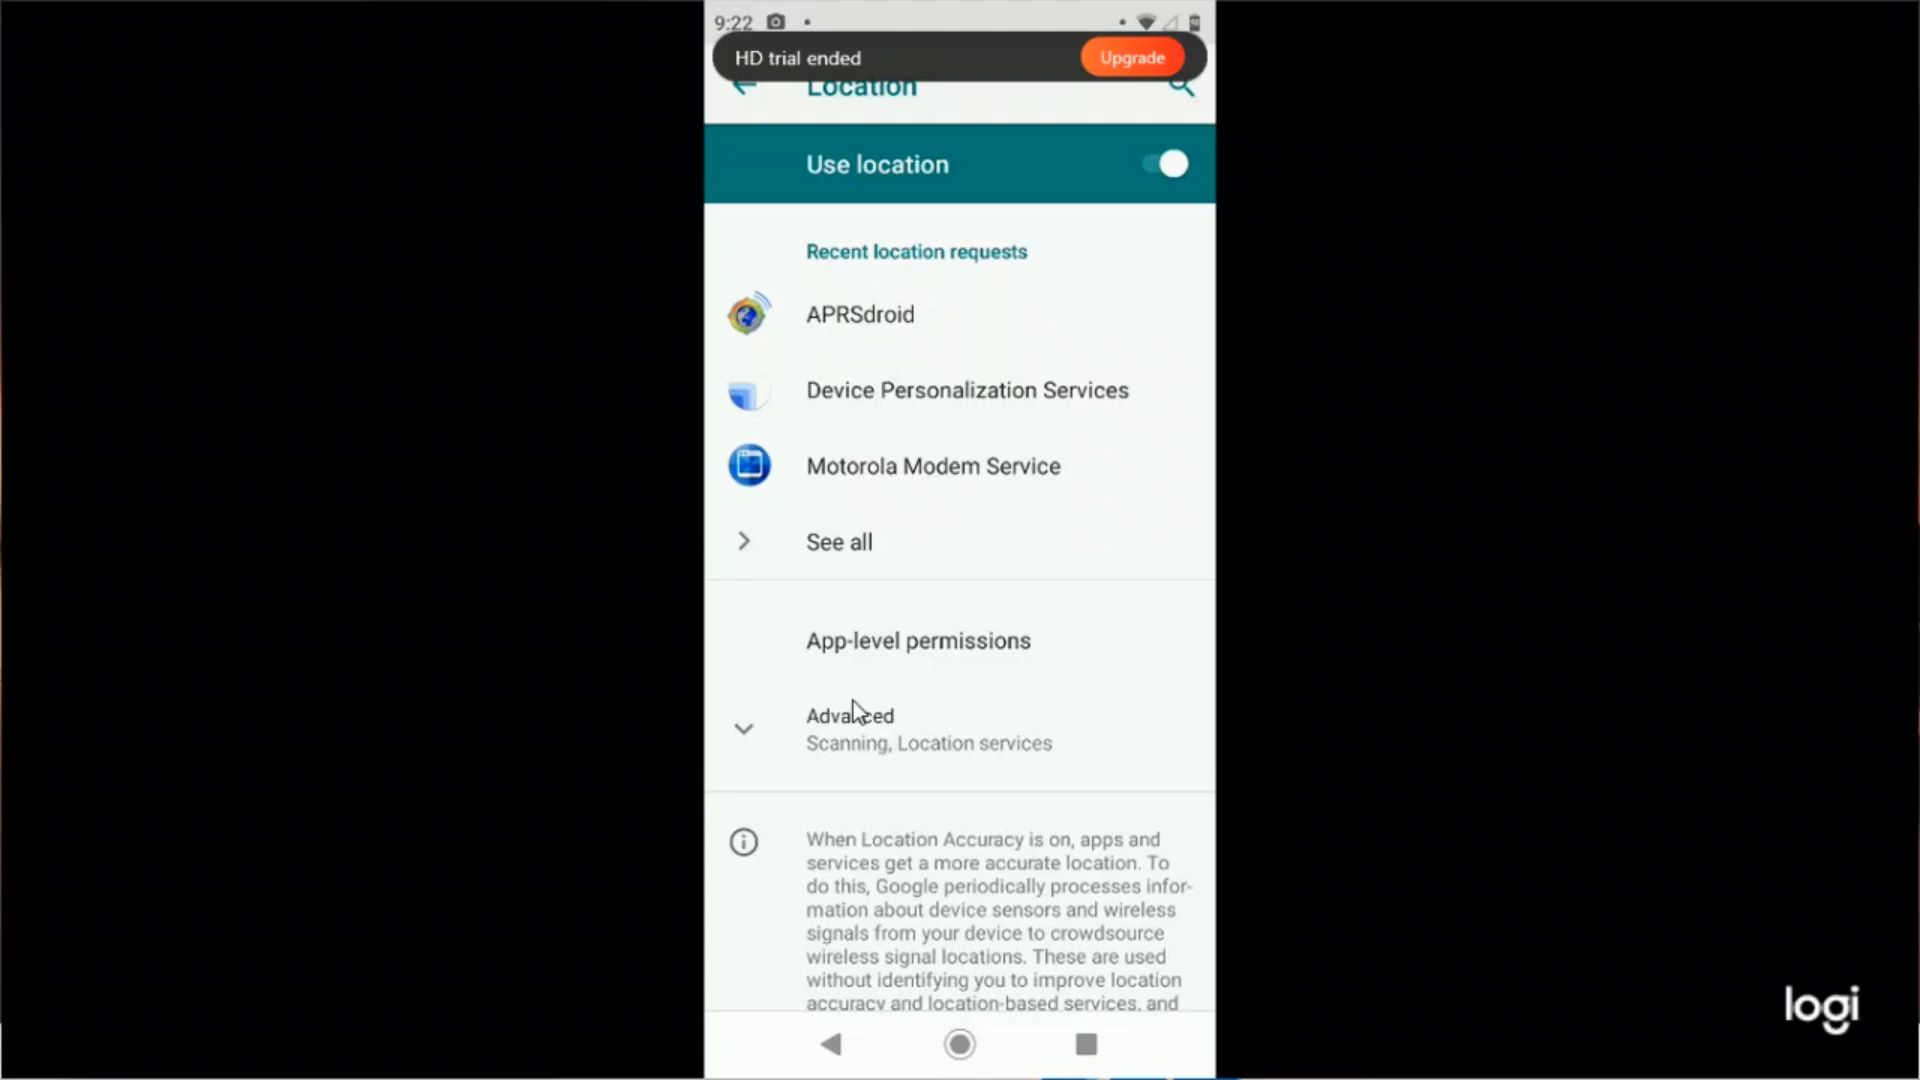 9:22
HD trial ended
Upgrade
Location
Use location
Recent location requests
APRSdroid
Device Personalization Services
Motorola Modem Service
See all
App-level permissions
Advanced
Scanning, Location services
When Location Accuracy is on, apps and
services get a more accurate location. To
do this, Google periodically processes infor-
mation about device sensors and wireless
signals from your device to crowdsource
wireless signal locations. These are used
without identifying you to improve location
accuracy and location-based services, and
logi